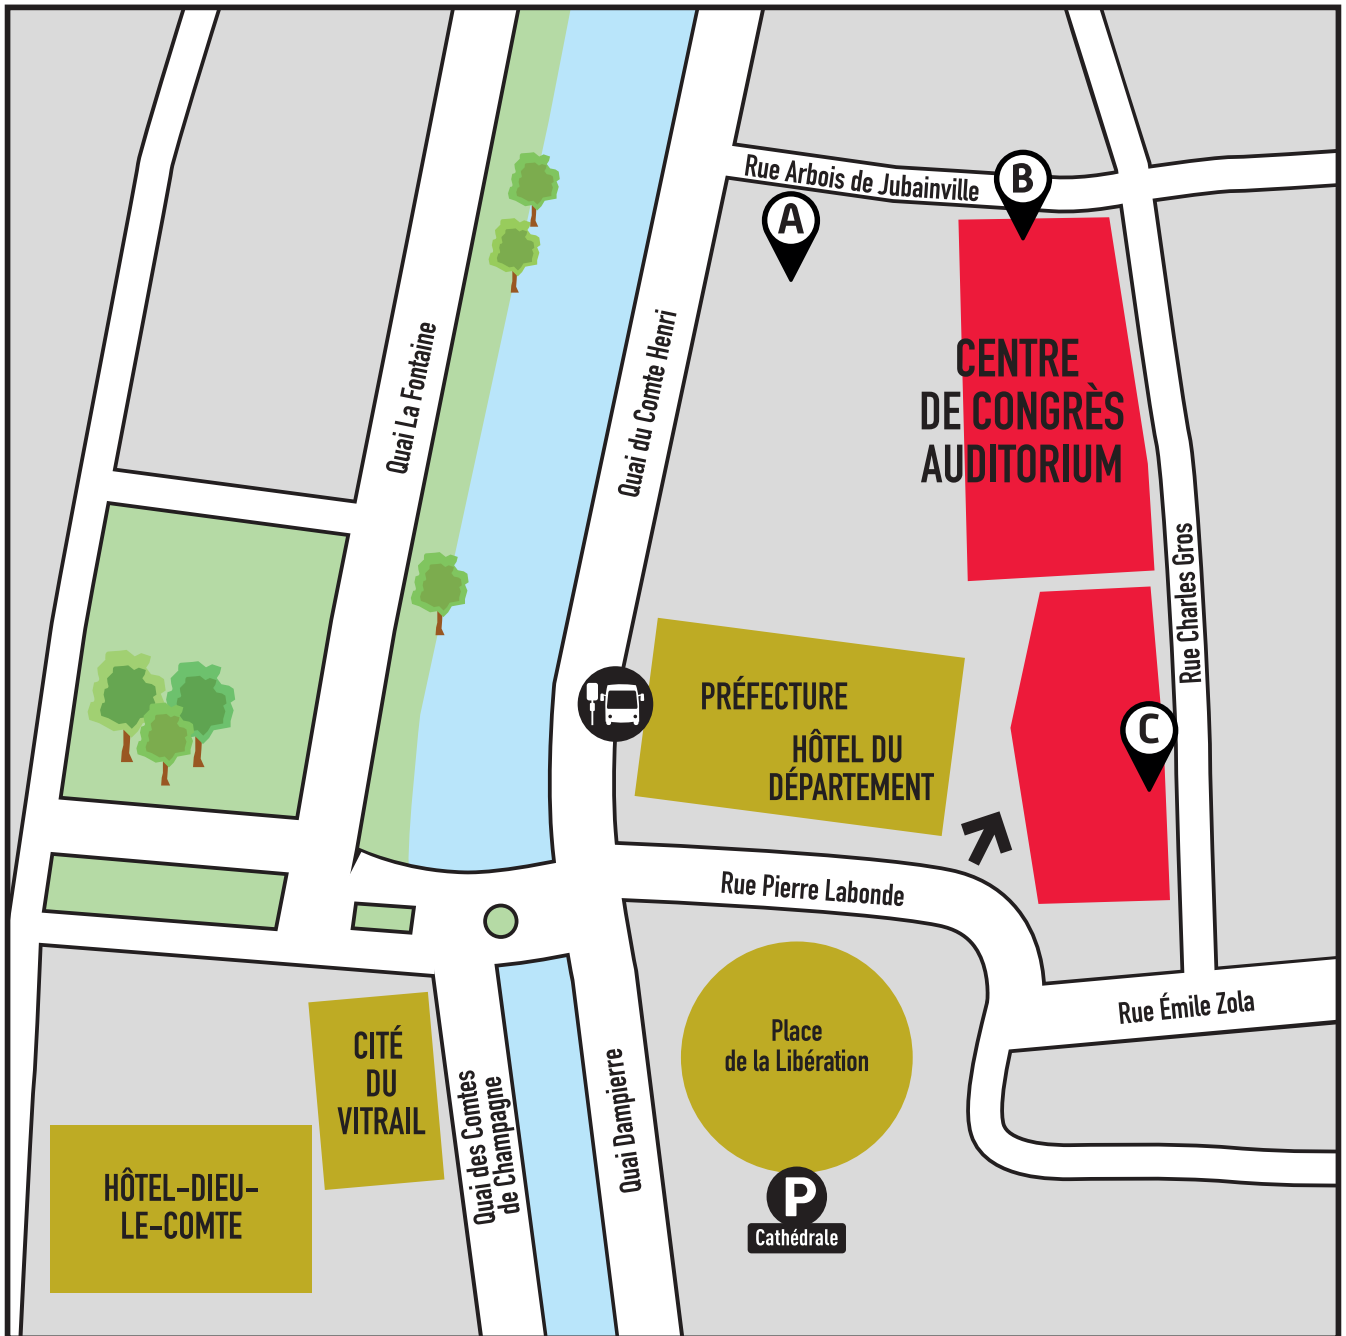 Rue Arbois de Jubainville
B
A
Quai La Fontaine
Quai du Comte Henri
CENTRE
DE CONGRÈS
AUDITORIUM
Rue Charles Gros
PRÉFECTURE
HÔTEL DU
DÉPARTEMENT
C
Rue Pierre Labonde
Rue Émile Zola
Place
de la Libération
CITÉ
DU
VITRAIL
Quai des Comtes
de Champagne
Quai Dampierre
HÔTEL-DIEU-
LE-COMTE
P
Cathédrale